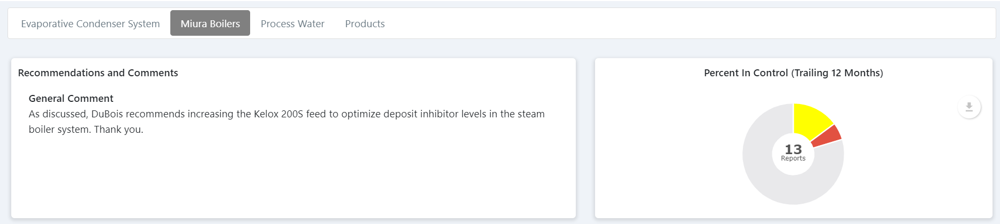 Evaporative Condenser System
Miura Boilers
Process Water
Products
Recommendations and Comments
General Comment
As discussed, DuBois recommends increasing the Kelox 200S feed to optimize deposit inhibitor levels in the steam
boiler system. Thank you.
Percent In Control (Trailing 12 Months)
13
Reports